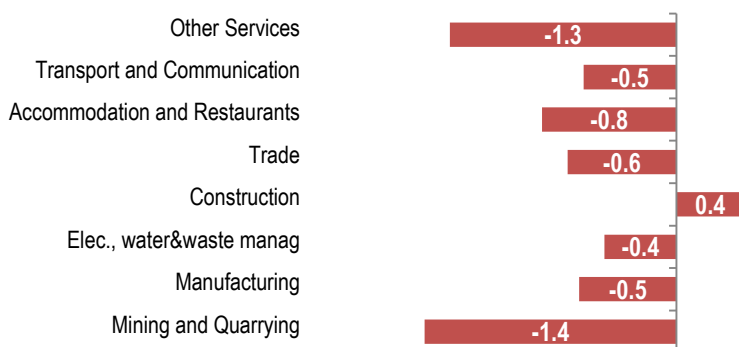 Other Services -1.3
Transport and Communication -0.5
Accommodation and Restaurants -0.8
Trade -0.6
Construction 0.4
Elec., water&waste manag -0.4
Manufacturing -0.5
Mining and Quarrying -1.4